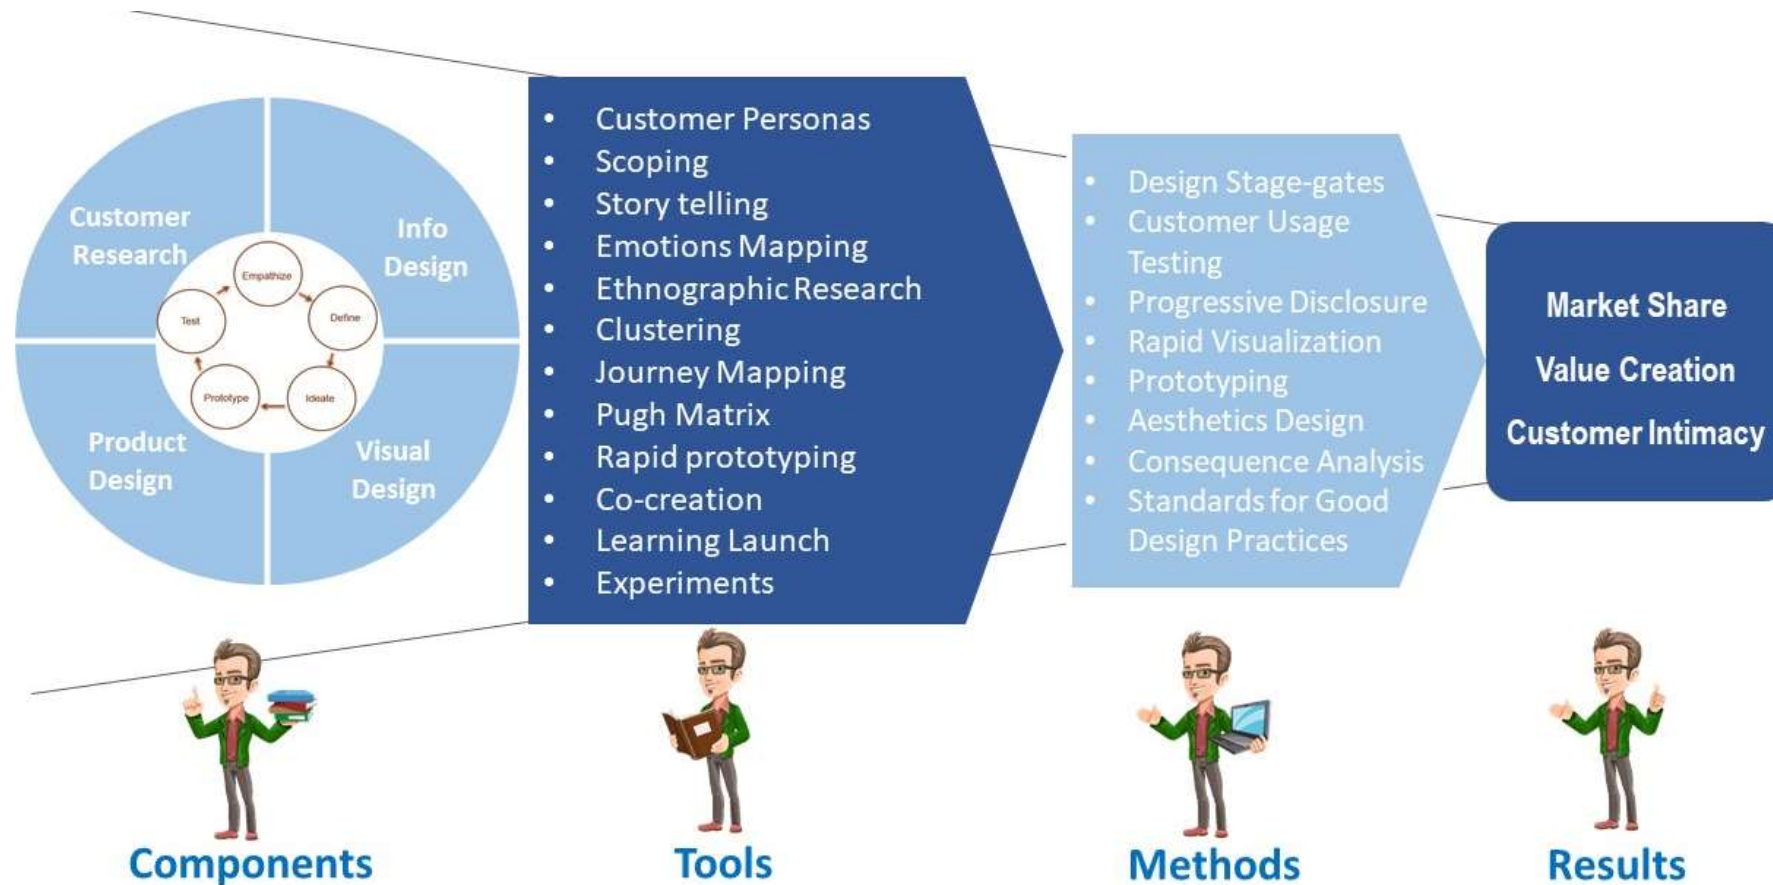 Customer
Research
Info
Design
Product
Design
Visual
Design
Empathize
Define
Ideate
Prototype
Test
• Customer Personas
• Scoping
• Story telling
• Emotions Mapping
• Ethnographic Research
• Clustering
• Journey Mapping
• Pugh Matrix
• Rapid prototyping
• Co-creation
• Learning Launch
• Experiments
• Design Stage-gates
• Customer Usage
Testing
• Progressive Disclosure
• Rapid Visualization
• Prototyping
• Aesthetics Design
• Consequence Analysis
• Standards for Good
Design Practices
Market Share
Value Creation
Customer Intimacy
Components
Tools
Methods
Results